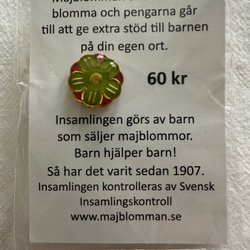 blomma och pengarna går
till att ge extra stöd till barnen
på din egen ort.
60 kr
Insamlingen görs av barn
som säljer majblommor.
Barn hjälper barn!
Så har det varit sedan 1907.
Insamlingen kontrolleras av Svensk
Insamlingskontroll
www.majblomman.se